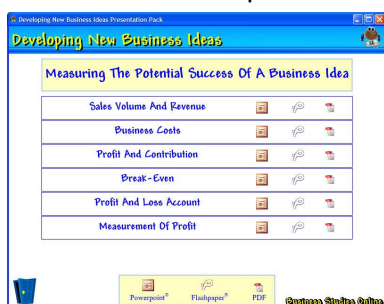 Developing New Business Ideas Presentation Pack
Developing New Business Ideas
Measuring The Potential Success Of A Business Idea
Sales Volume And Revenue
Business Costs
Profit And Contribution
Break-Even
Profit And Loss Account
Measurement Of Profit
Powerpoint® Flashpaper® PDF
Business Studies Online